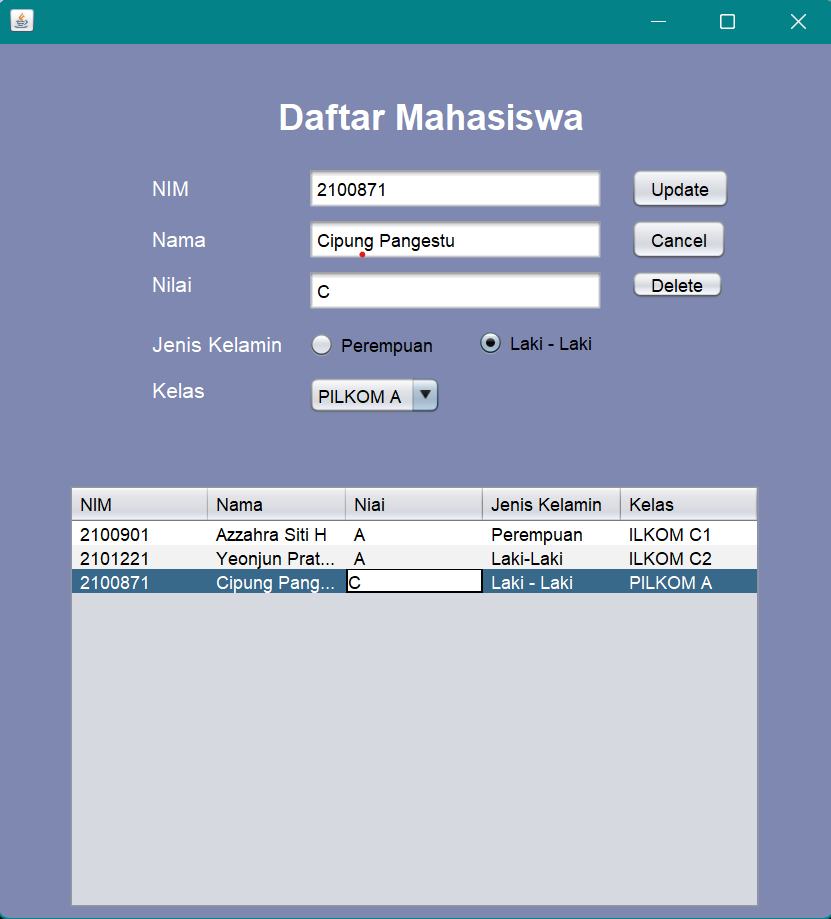 Daftar Mahasiswa
NIM 2100871 Update
Nama Cipung Pangestu Cancel
Nilai C Delete
Jenis Kelamin Perempuan Laki - Laki
Kelas PILKOM A
NIM Nama Niai Jenis Kelamin Kelas
2100901 Azzahra Siti H A Perempuan ILKOM C1
2101221 Yeonjun Prat... A Laki-Laki ILKOM C2
2100871 Cipung Pang... C Laki - Laki PILKOM A